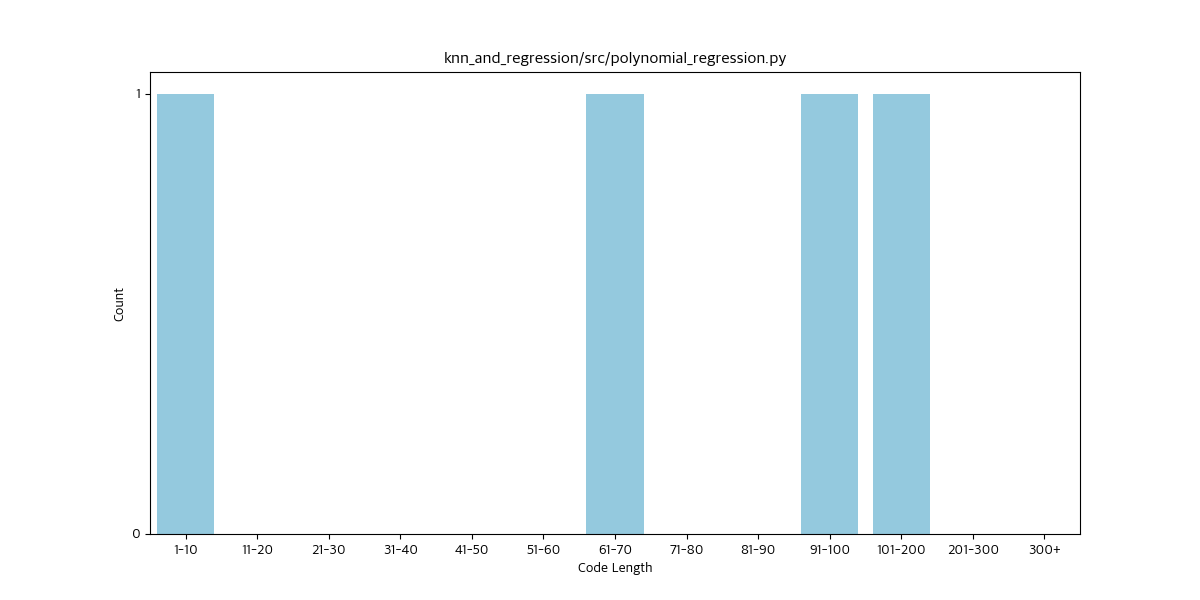 knn_and_regression/src/polynomial_regression.py
1
Count
0
1-10 11-20 21-30 31-40 41-50 51-60 61-70 71-80 81-90 91-100 101-200 201-300 300+
Code Length